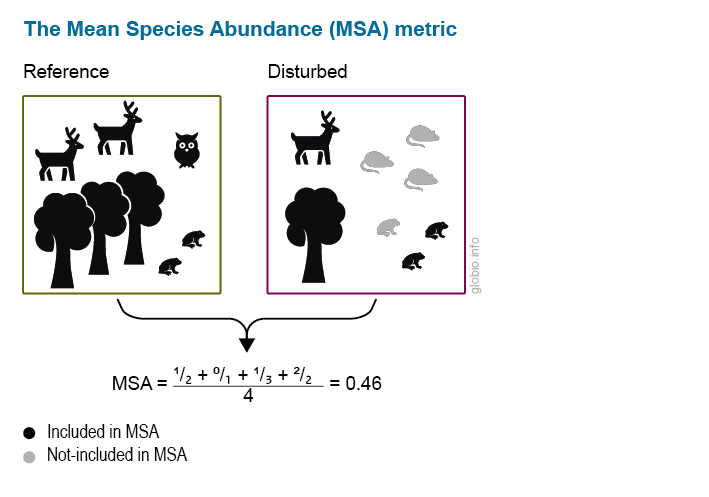 The Mean Species Abundance (MSA) metric
Reference
Disturbed
globio.info
MSA = ¹/₂ + ⁰/₁ + ¹/₃ + ²/₂ = 0.46
4
Included in MSA
Not-included in MSA